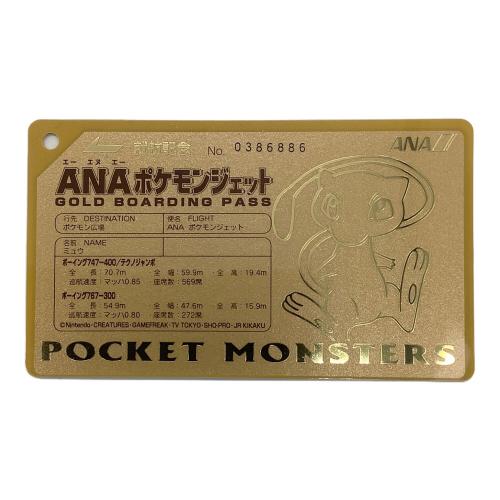 搭乗記念 No. 0386886 ANA
エー エヌ エー
ANAポケモンジェット
GOLD BOARDING PASS
行先 DESTINATION 便名 FLIGHT
ポケモン広場 ANA ポケモンジェット
名前 NAME
ミュウ
ボーイング747-400/テクノジャンボ
・全 長：70.7m ・全 幅：59.9m ・全 高：19.4m
・巡航速度：マッハ0.85 ・座席数：569席
ボーイング767-300
・全 長：54.9m ・全 幅：47.6m ・全 高：15.9m
・巡航速度：マッハ0.80 ・座席数：272席
©Nintendo・CREATURES・GAMEFREAK・TV TOKYO・SHO-PRO・JR KIKAKU
POCKET MONSTERS